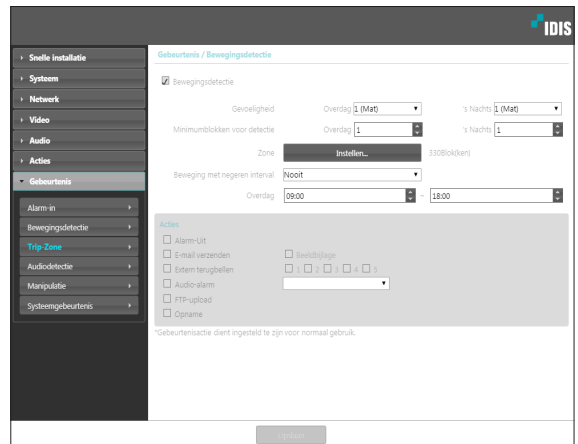 IDIS
Snelle installatie
Systeem
Netwerk
Video
Audio
Acties
Gebeurtenis
Alarm-in
Bewegingsdetectie
Trip-Zone
Audiodetectie
Manipulatie
Systeemgebeurtenis
Gebeurtenis / Bewegingsdetectie
Bewegingsdetectie
Gevoeligheid Overdag 1 (Mat) 's Nachts 1 (Mat)
Minimumblokken voor detectie Overdag 1 's Nachts 1
Zone Instellen... 330Blok(ken)
Beweging met negeren interval Nooit
Overdag 09:00 ~ 18:00
Acties
Alarm-Uit
E-mail verzenden Beeldbijlage
Extern terugbellen 1 2 3 4 5
Audio-alarm
FTP-upload
Opname
*Gebeurtenisactie dient ingesteld te zijn voor normaal gebruik.
Opslaan